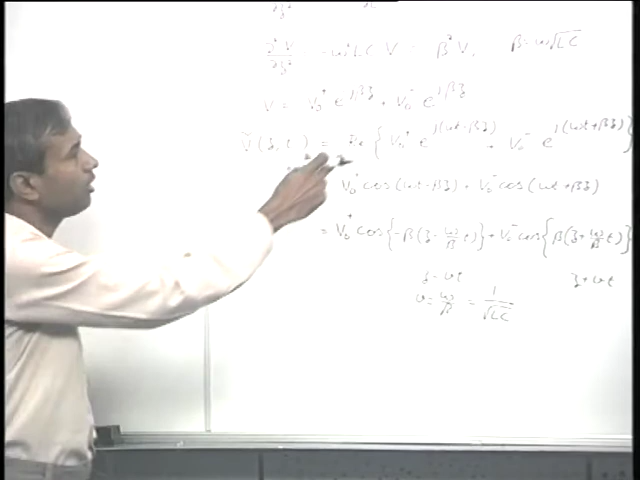 ∂²V/∂z² = -ω²LC V = -β²V, β = ω√LC
V = V₀⁺ e^{-jβz} + V₀⁻ e^{jβz}
Ṽ(z, t) = Re { V₀⁺ e^{j(ωt-βz)} + V₀⁻ e^{j(ωt+βz)} }
V₀⁺ cos(ωt-βz) + V₀⁻ cos(ωt+βz)
= V₀⁺ cos{-β(z - ω/β t)} + V₀⁻ cos{β(z + ω/β t)}
z - vt z + vt
v = ω/β = 1/√LC